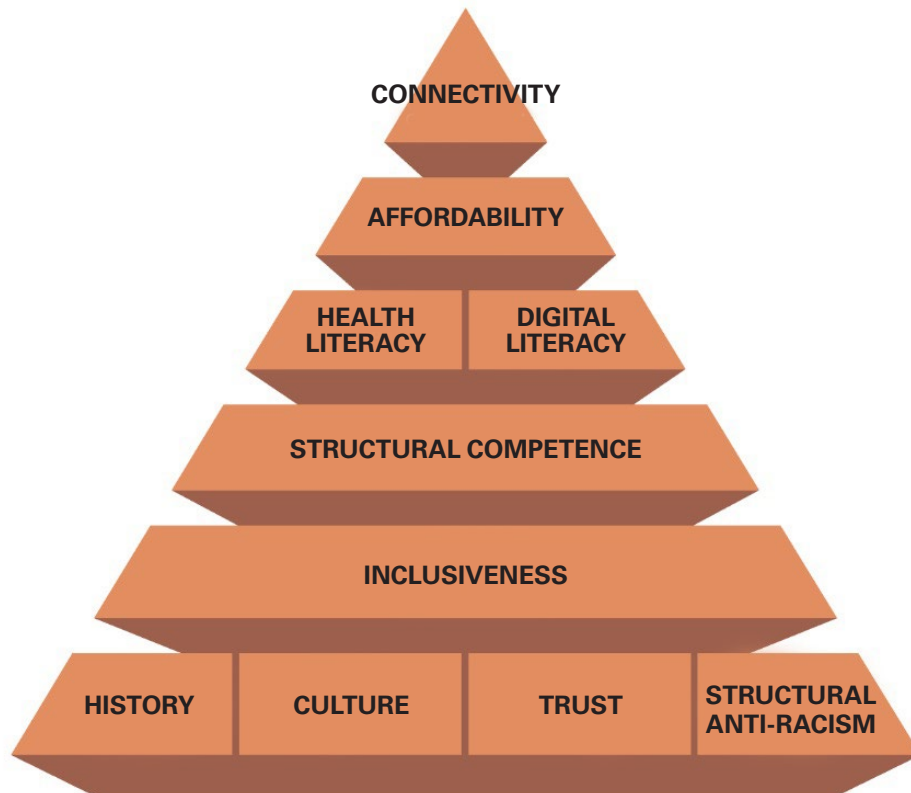 CONNECTIVITY
AFFORDABILITY
HEALTH
LITERACY
DIGITAL
LITERACY
STRUCTURAL COMPETENCE
INCLUSIVENESS
HISTORY
CULTURE
TRUST
STRUCTURAL
ANTI-RACISM